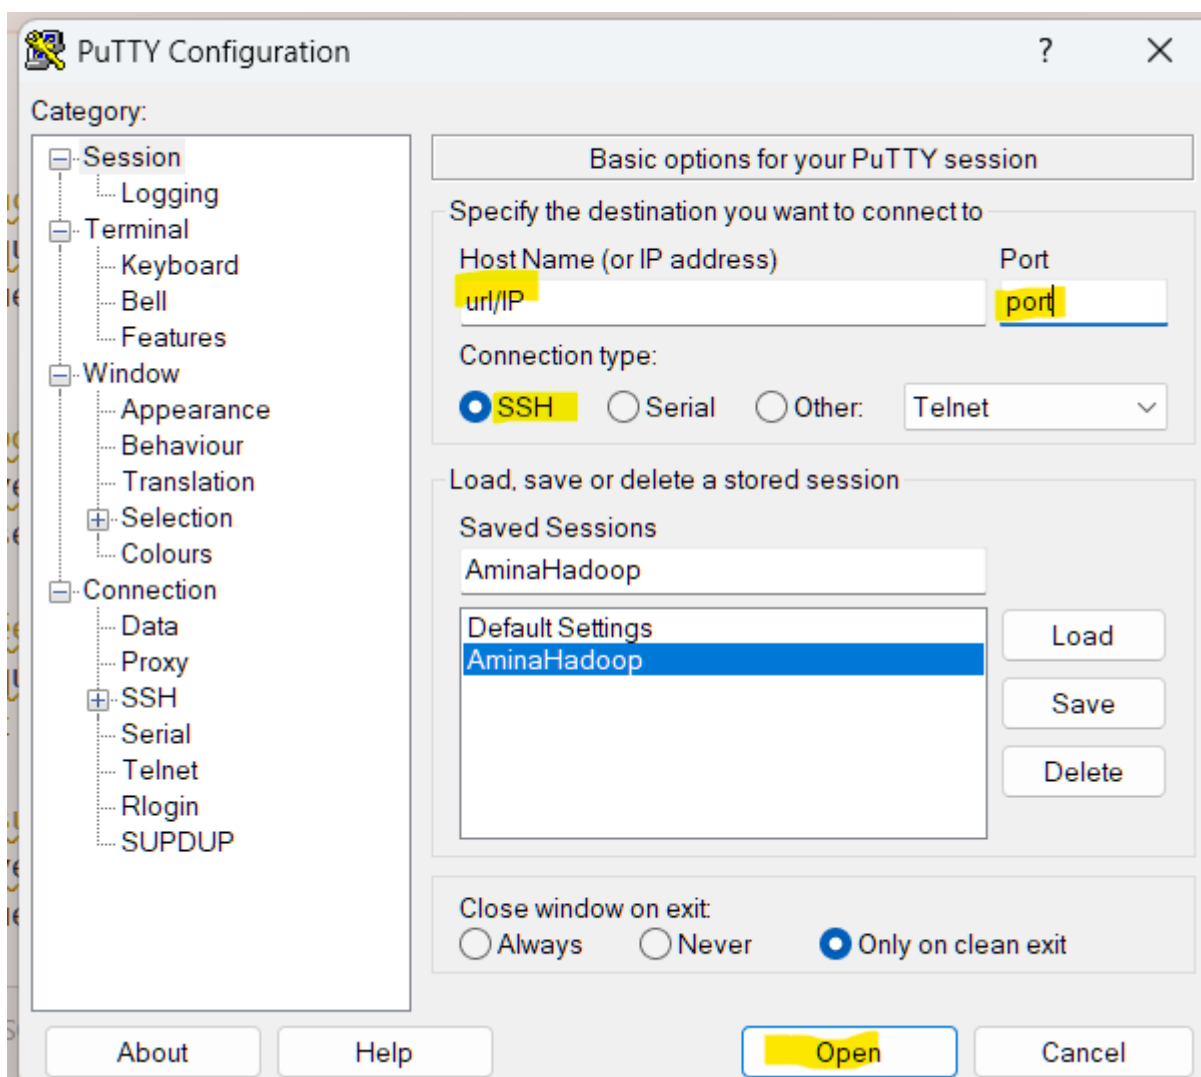 PuTTY Configuration
?
Category:
Session
Logging
Terminal
Keyboard
Bell
Features
Window
Appearance
Behaviour
Translation
Selection
Colours
Connection
Data
Proxy
SSH
Serial
Telnet
Rlogin
SUPDUP
Basic options for your PuTTY session
Specify the destination you want to connect to
Host Name (or IP address) Port
url/IP port
Connection type:
SSH Serial Other: Telnet
Load, save or delete a stored session
Saved Sessions
AminaHadoop
Default Settings
AminaHadoop
Load
Save
Delete
Close window on exit:
Always Never Only on clean exit
About Help Open Cancel